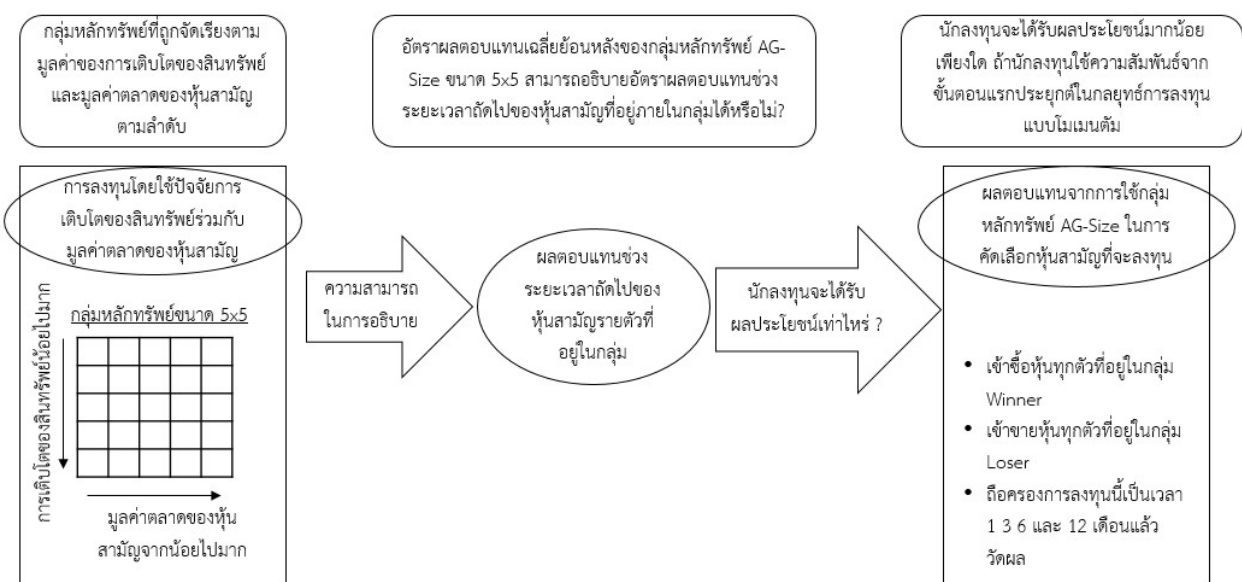 กลุ่มหลักทรัพย์ที่ถูกจัดเรียงตาม
มูลค่าของการเติบโตของสินทรัพย์
และมูลค่าตลาดของหุ้นสามัญ
ตามลำดับ
อัตราผลตอบแทนเฉลี่ยย้อนหลังของกลุ่มหลักทรัพย์ AG-
Size ขนาด 5x5 สามารถอธิบายอัตราผลตอบแทนช่วง
ระยะเวลาถัดไปของหุ้นสามัญที่อยู่ภายในกลุ่มได้หรือไม่?
นักลงทุนจะได้รับผลประโยชน์มากน้อย
เพียงใด ถ้านักลงทุนใช้ความสัมพันธ์จาก
ขั้นตอนแรกประยุกต์ในกลยุทธ์การลงทุน
แบบโมเมนตัม
การลงทุนโดยใช้ปัจจัยการ
เติบโตของสินทรัพย์ร่วมกับ
มูลค่าตลาดของหุ้นสามัญ
กลุ่มหลักทรัพย์ขนาด 5x5
การเติบโตของสินทรัพย์น้อยไปมาก
มูลค่าตลาดของหุ้น
สามัญจากน้อยไปมาก
ความสามารถ
ในการอธิบาย
ผลตอบแทนช่วง
ระยะเวลาถัดไปของ
หุ้นสามัญรายตัวที่
อยู่ในกลุ่ม
นักลงทุนจะได้รับ
ผลประโยชน์เท่าไหร่ ?
ผลตอบแทนจากการใช้กลุ่ม
หลักทรัพย์ AG-Size ในการ
คัดเลือกหุ้นสามัญที่จะลงทุน
• เข้าซื้อหุ้นทุกตัวที่อยู่ในกลุ่ม
Winner
• เข้าขายหุ้นทุกตัวที่อยู่ในกลุ่ม
Loser
• ถือครองการลงทุนนี้เป็นเวลา
1 3 6 และ 12 เดือนแล้ว
วัดผล